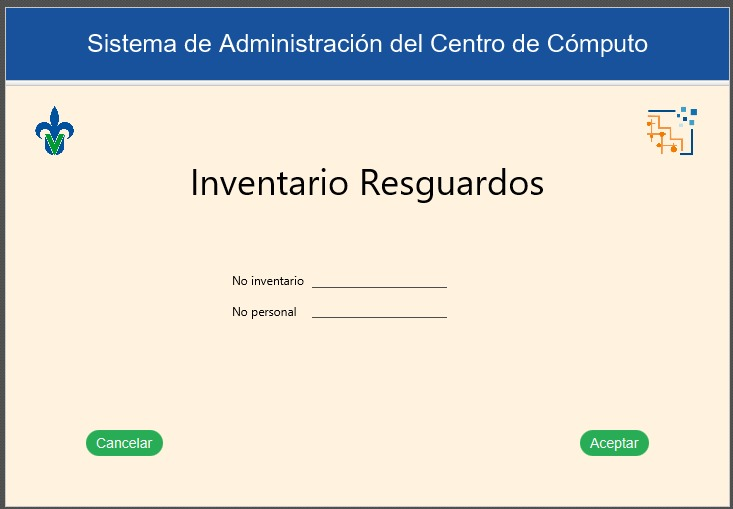 Sistema de Administración del Centro de Cómputo
Inventario Resguardos
No inventario
No personal
Cancelar
Aceptar